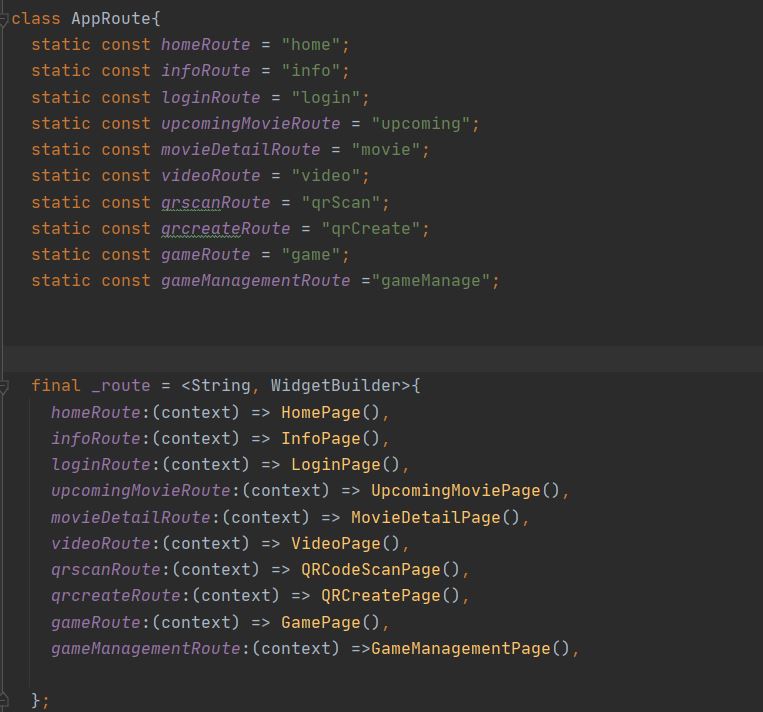 class AppRoute{
static const homeRoute = "home";
static const infoRoute = "info";
static const loginRoute = "login";
static const upcomingMovieRoute = "upcoming";
static const movieDetailRoute = "movie";
static const videoRoute = "video";
static const qrscanRoute = "qrScan";
static const qrcreateRoute = "qrCreate";
static const gameRoute = "game";
static const gameManagementRoute ="gameManage";
final _route = <String, WidgetBuilder>{
homeRoute:(context) => HomePage(),
infoRoute:(context) => InfoPage(),
loginRoute:(context) => LoginPage(),
upcomingMovieRoute:(context) => UpcomingMoviePage(),
movieDetailRoute:(context) => MovieDetailPage(),
videoRoute:(context) => VideoPage(),
qrscanRoute:(context) => QRCodeScanPage(),
qrcreateRoute:(context) => QRCreatePage(),
gameRoute:(context) => GamePage(),
gameManagementRoute:(context) =>GameManagementPage(),
};